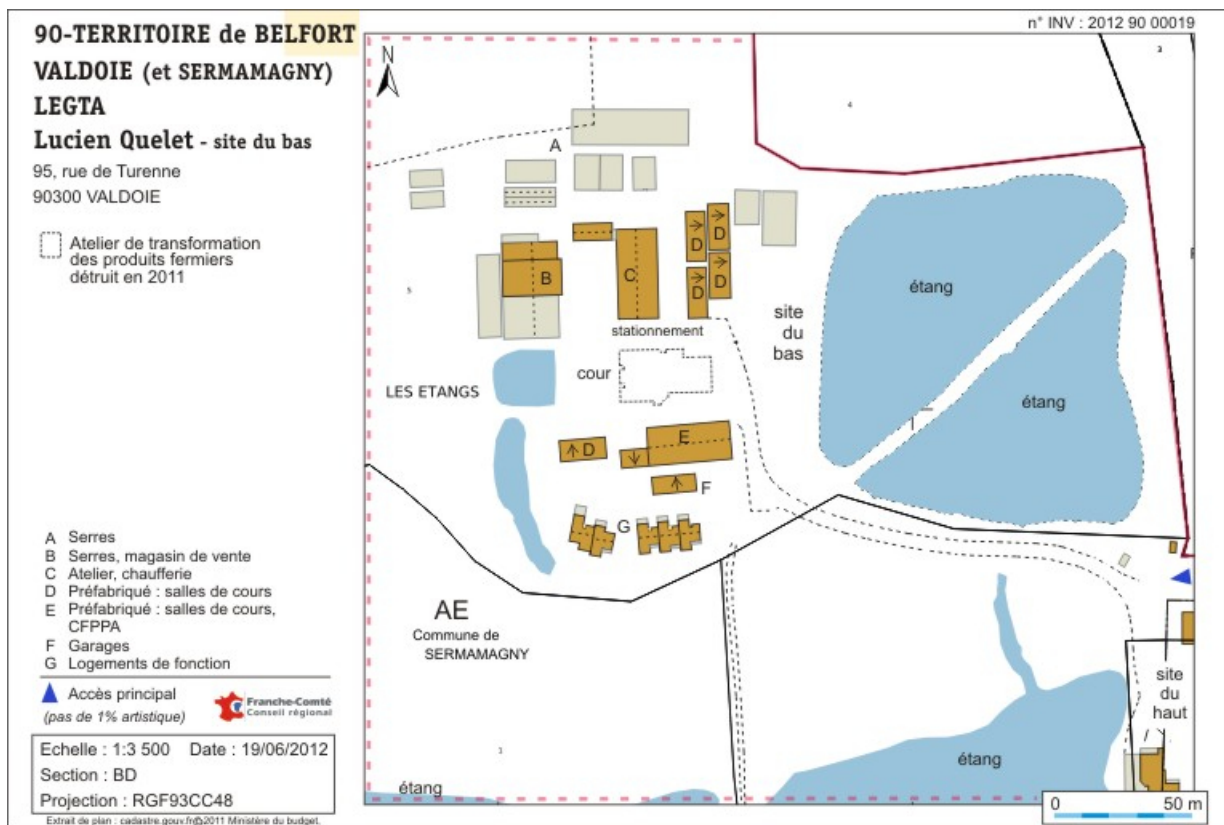 90-TERRITOIRE de BELFORT
VALDOIE (et SERMAMAGNY)
LEGTA
Lucien Quelet - site du bas
95, rue de Turenne
90300 VALDOIE
Atelier de transformation
des produits fermiers
détruit en 2011
A Serres
B Serres, magasin de vente
C Atelier, chaufferie
D Préfabriqué : salles de cours
E Préfabriqué : salles de cours,
CFPPA
F Garages
G Logements de fonction
Accès principal
(pas de 1% artistique)
Franche-Comté
Conseil régional
Echelle : 1:3 500 Date : 19/06/2012
Section : BD
Projection : RGF93CC48
Extrait de plan : cadastre.gouv.fr©2011 Ministère du budget.
n° INV : 2012 90 00019
N
3
4
A
D
D
B
C
D
D
5
étang
site
du
bas
stationnement
cour
LES ETANGS
étang
E
D
F
G
AE
Commune de
SERMAMAGNY
site
du
haut
étang
étang
0 50 m